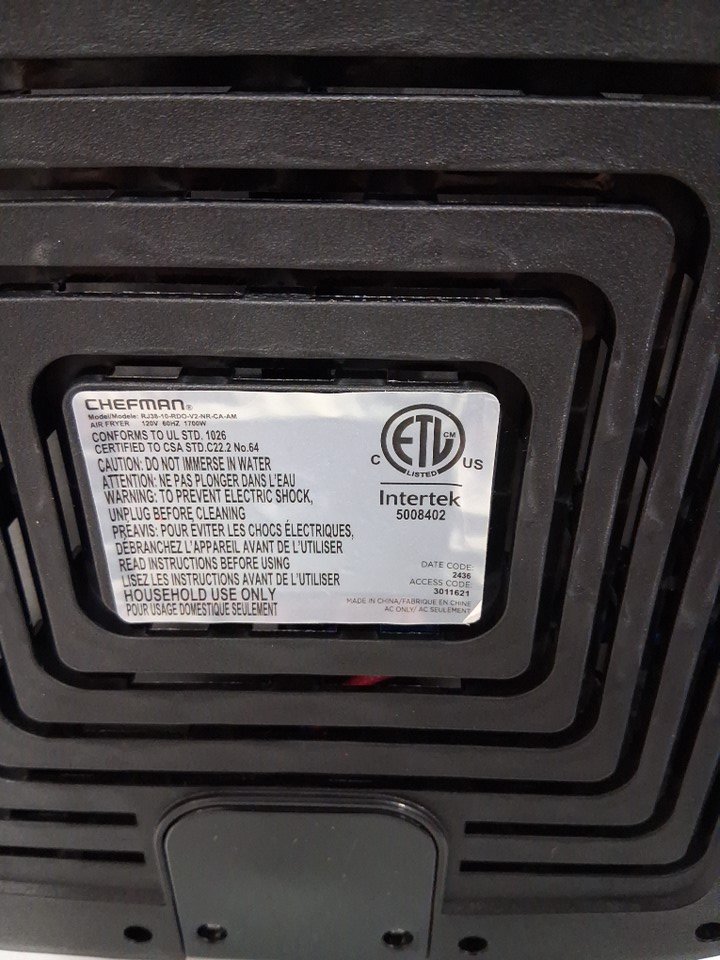 CHEFMAN®
Model/Modele: RJ38-10-RDO-V2-NR-CA-AM
AIR FRYER 120V 60HZ 1700W
CONFORMS TO UL STD. 1026
CERTIFIED TO CSA STD.C22.2 No.64
CAUTION: DO NOT IMMERSE IN WATER
ATTENTION: NE PAS PLONGER DANS L'EAU
WARNING: TO PREVENT ELECTRIC SHOCK,
UNPLUG BEFORE CLEANING
PRÉAVIS: POUR ÉVITER LES CHOCS ÉLECTRIQUES,
DÉBRANCHEZ L'APPAREIL AVANT DE L'UTILISER
READ INSTRUCTIONS BEFORE USING
LISEZ LES INSTRUCTIONS AVANT DE L'UTILISER
HOUSEHOLD USE ONLY
POUR USAGE DOMESTIQUE SEULEMENT
ETL CM
C US
LISTED
Intertek
5008402
DATE CODE:
2436
ACCESS CODE:
3011621
MADE IN CHINA/FABRIQUE EN CHINE
AC ONLY/ AC SEULEMENT